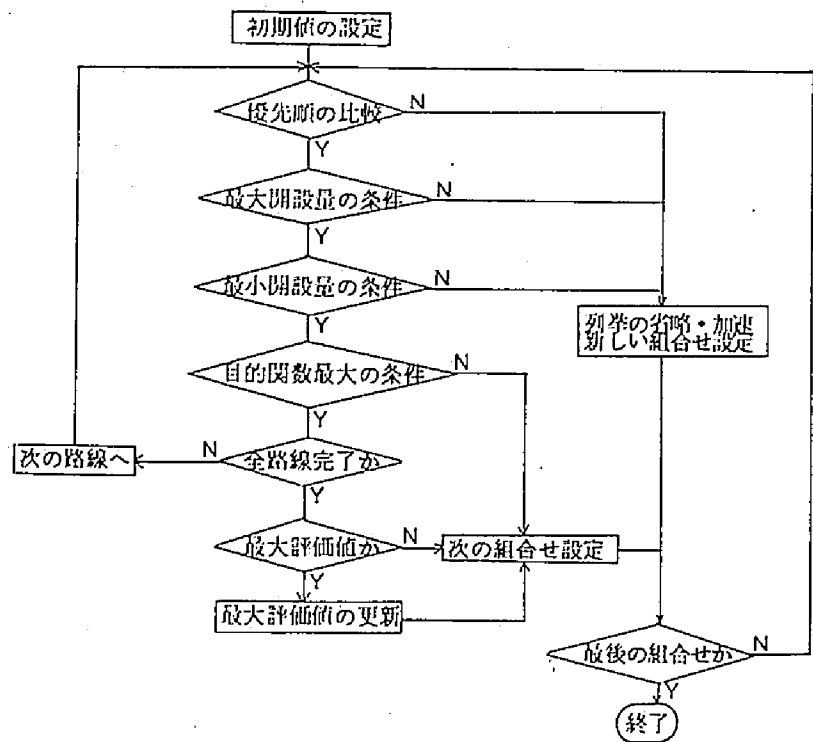 初期値の設定
優先順の比較
N
Y
最大開設量の条件
N
Y
最小開設量の条件
N
Y
列挙の省略・加速
新しい組合せ設定
目的関数最大の条件
N
Y
次の路線へ
N
全路線完了か
Y
最大評価値か
N
次の組合せ設定
Y
最大評価値の更新
最後の組合せか
N
Y
終了